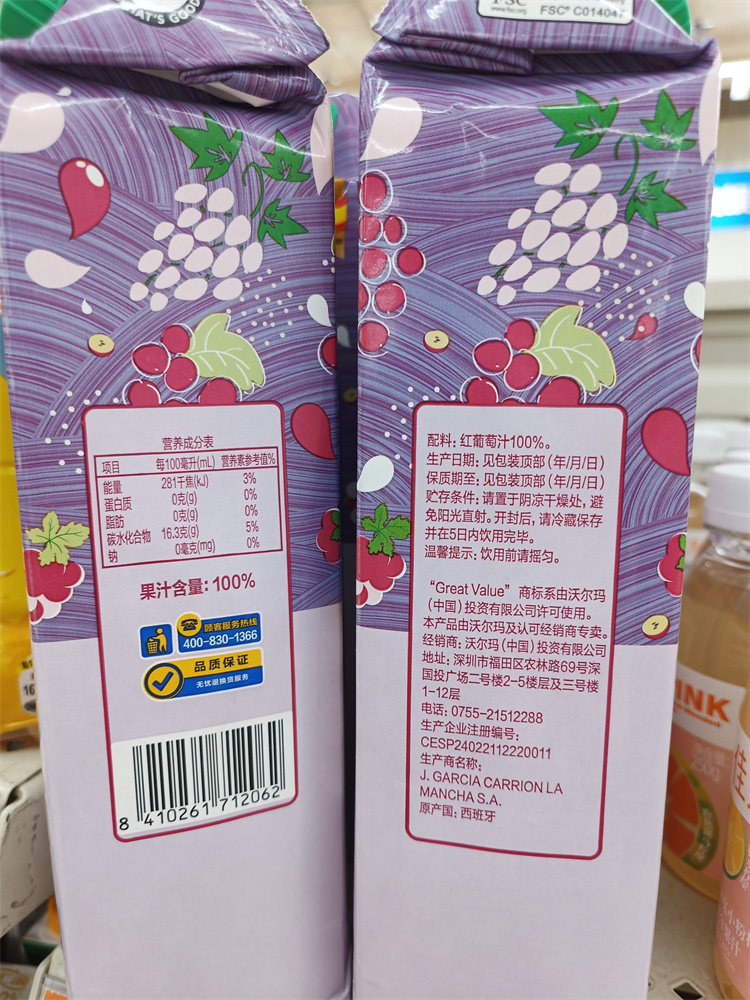 AT'S GOOD
FSC
www.fsc.org
FSC® C014047
营养成分表
项目 每100毫升(mL) 营养素参考值%
能量 281千焦(kJ) 3%
蛋白质 0克(g) 0%
脂肪 0克(g) 0%
碳水化合物 16.3克(g) 5%
钠 0毫克(mg) 0%
果汁含量: 100%
顾客服务热线
400-830-1366
品质保证
无忧退换货服务
8 410261 712062
配料: 红葡萄汁100%。
生产日期: 见包装顶部 (年/月/日)
保质期至: 见包装顶部 (年/月/日)
贮存条件: 请置于阴凉干燥处, 避
免阳光直射。开封后, 请冷藏保存
并在5日内饮用完毕。
温馨提示: 饮用前请摇匀。
“Great Value” 商标系由沃尔玛
(中国) 投资有限公司许可使用。
本产品由沃尔玛及认可经销商专卖。
经销商: 沃尔玛 (中国) 投资有限公司
地址: 深圳市福田区农林路69号深
国投广场二号楼2-5楼层及三号楼
1-12层
电话: 0755-21512288
生产企业注册编号:
CESP24022112220011
生产商名称:
J. GARCIA CARRION LA
MANCHA S.A.
原产国: 西班牙
INK